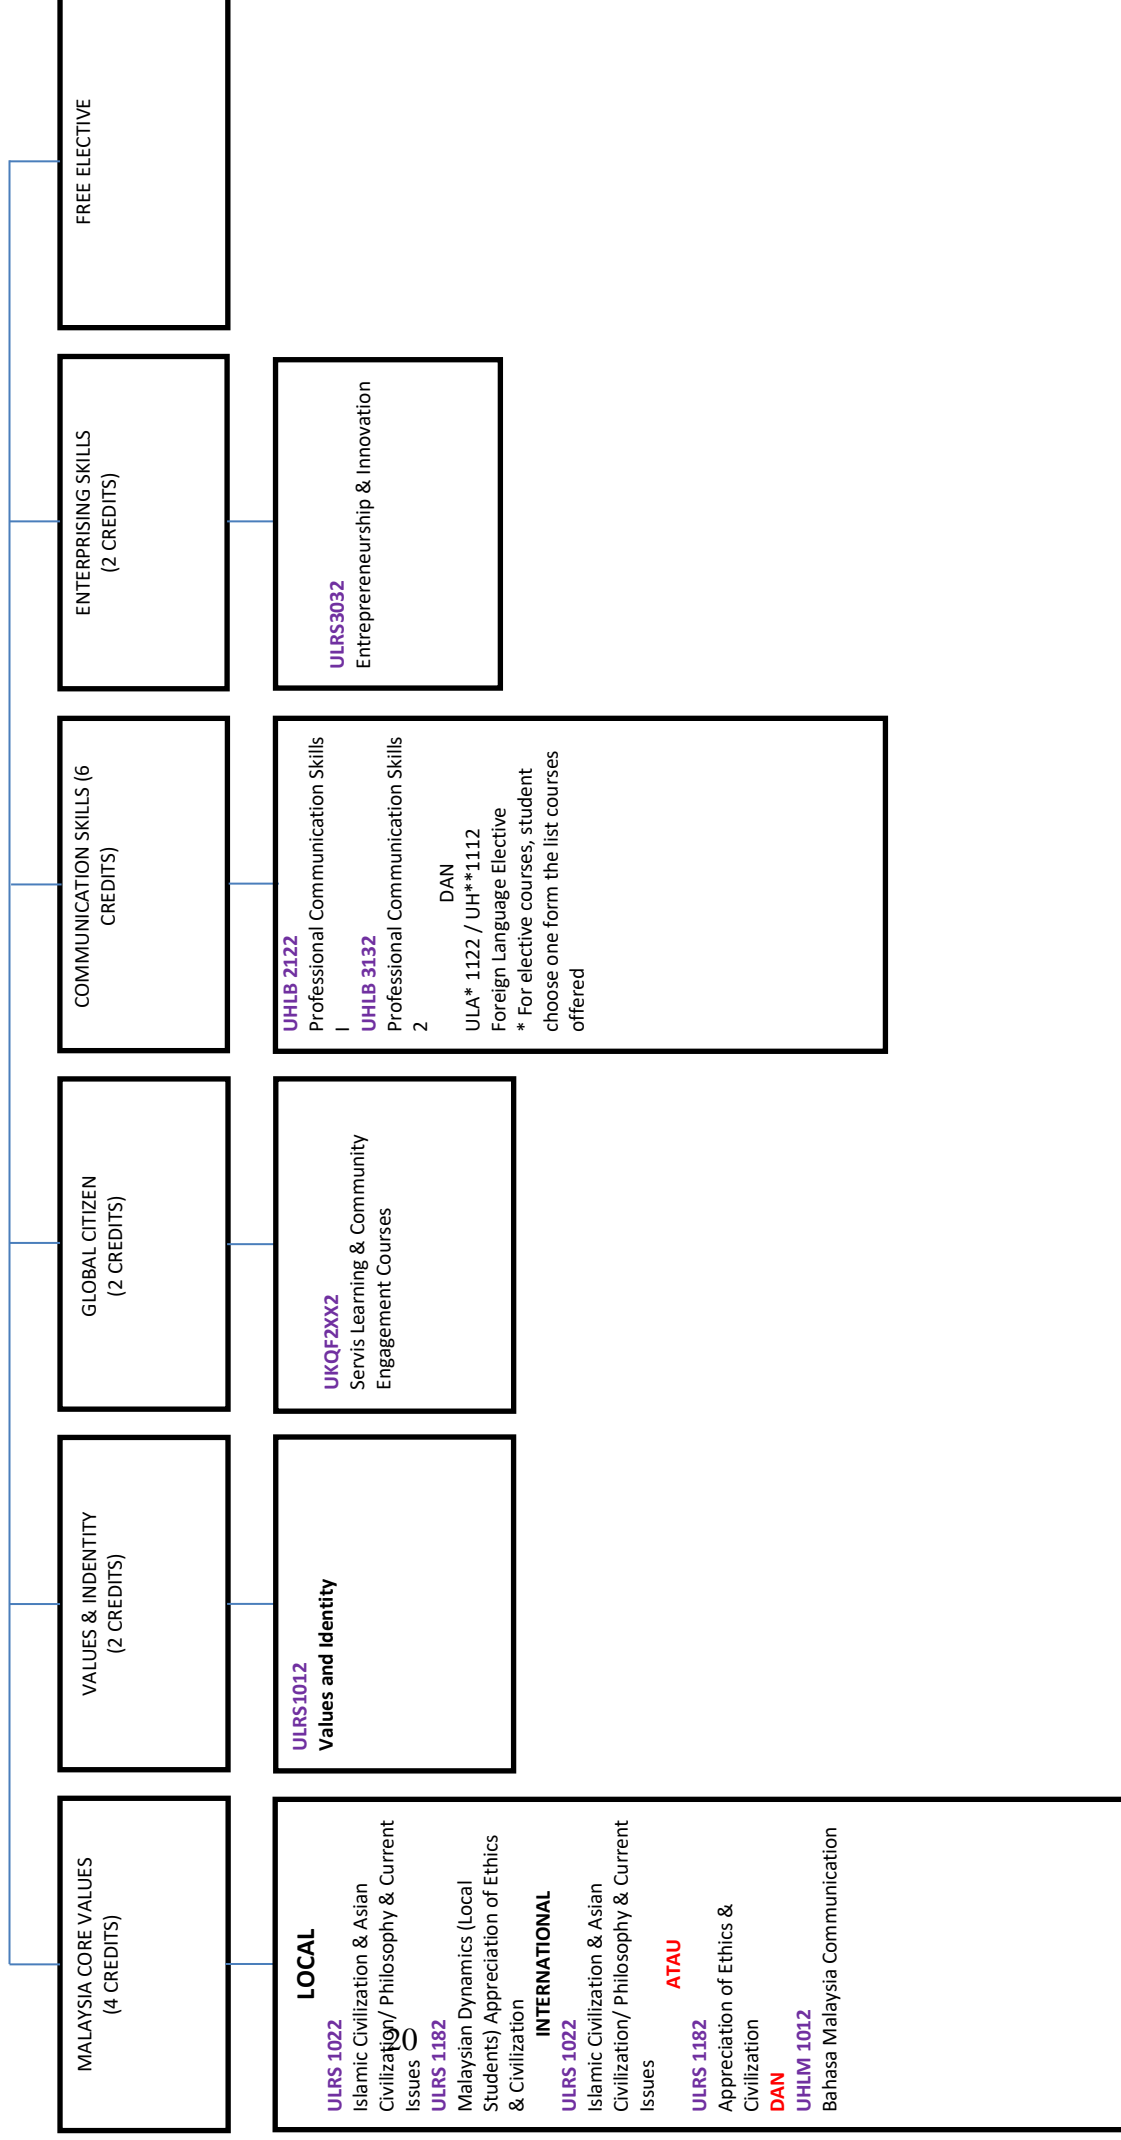 MALAYSIA CORE VALUES
(4 CREDITS)
LOCAL
ULRS 1022
Islamic Civilization & Asian
Civilization/ Philosophy & Current
Issues
ULRS 1182
Malaysian Dynamics (Local
Students) Appreciation of Ethics
& Civilization
INTERNATIONAL
ULRS 1022
Islamic Civilization & Asian
Civilization/ Philosophy & Current
Issues
ATAU
ULRS 1182
Appreciation of Ethics &
Civilization
DAN
UHLM 1012
Bahasa Malaysia Communication
VALUES & INDENTITY
(2 CREDITS)
ULRS1012
Values and Identity
GLOBAL CITIZEN
(2 CREDITS)
UKQF2XX2
Servis Learning & Community
Engagement Courses
COMMUNICATION SKILLS (6
CREDITS)
UHLB 2122
Professional Communication Skills
I
UHLB 3132
Professional Communication Skills
2
DAN
ULA* 1122 / UH**1112
Foreign Language Elective
* For elective courses, student
choose one form the list courses
offered
ENTERPRISING SKILLS
(2 CREDITS)
ULRS3032
Entreprereneurship & Innovation
FREE ELECTIVE
20